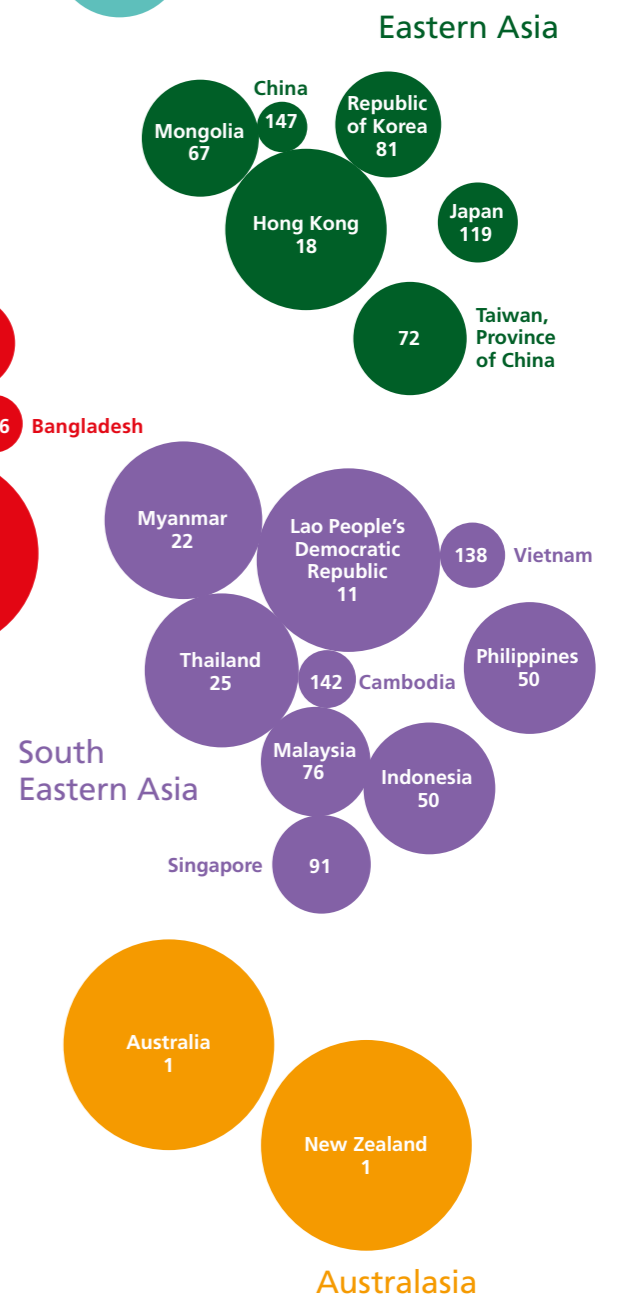 Eastern Asia
China
147
Mongolia
67
Republic
of Korea
81
Hong Kong
18
Japan
119
72
Taiwan,
Province
of China
6
Bangladesh
Myanmar
22
Lao People's
Democratic
Republic
11
138
Vietnam
Thailand
25
142
Cambodia
Philippines
50
South
Eastern Asia
Malaysia
76
Indonesia
50
Singapore
91
Australia
1
New Zealand
1
Australasia